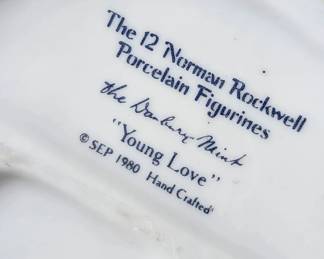 The 12 Norman Rockwell
Porcelain Figurines
the Danbury Mint
"Young Love"
© SEP 1980 Hand Crafted